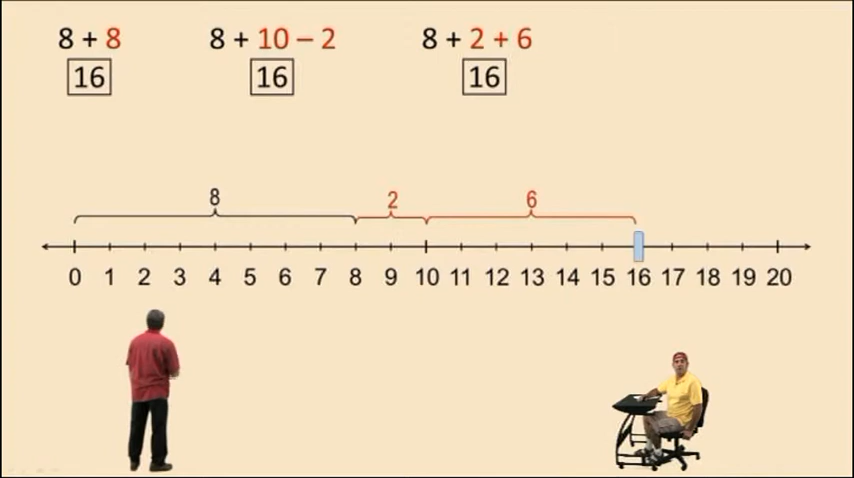 8 + 8 8 + 10 – 2 8 + 2 + 6
16 16 16
8 2 6
0 1 2 3 4 5 6 7 8 9 10 11 12 13 14 15 16 17 18 19 20